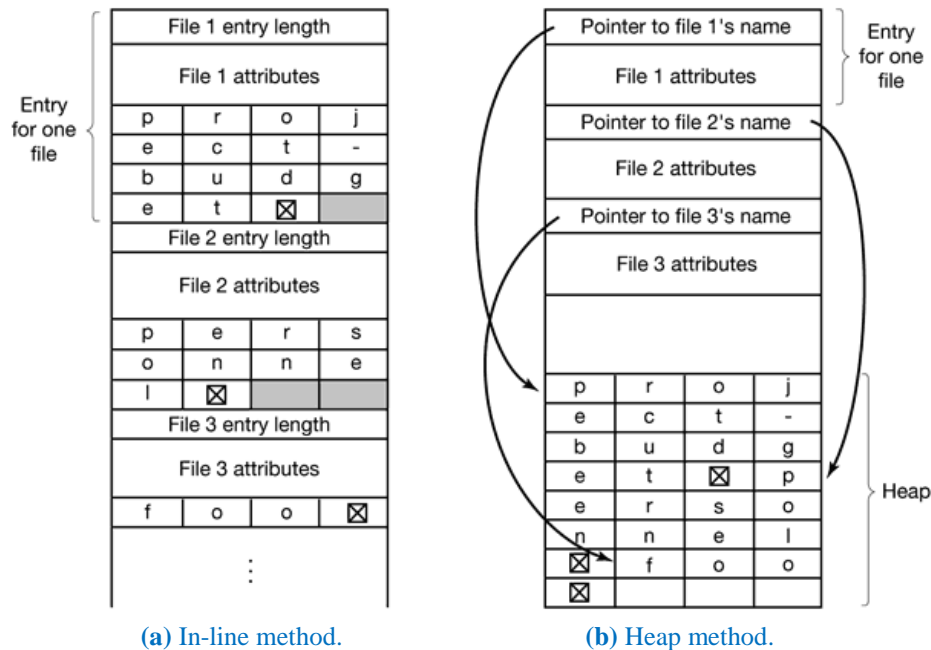 File 1 entry length
File 1 attributes
Entry
for one
file
p r o j
e c t -
b u d g
e t ☒
File 2 entry length
File 2 attributes
p e r s
o n n e
l ☒
File 3 entry length
File 3 attributes
f o o ☒
⋮
(a) In-line method.
Pointer to file 1's name
File 1 attributes
Entry
for one
file
Pointer to file 2's name
File 2 attributes
Pointer to file 3's name
File 3 attributes
p r o j
e c t -
b u d g
e t ☒ p
e r s o
n n e l
☒ f o o
☒
Heap
(b) Heap method.